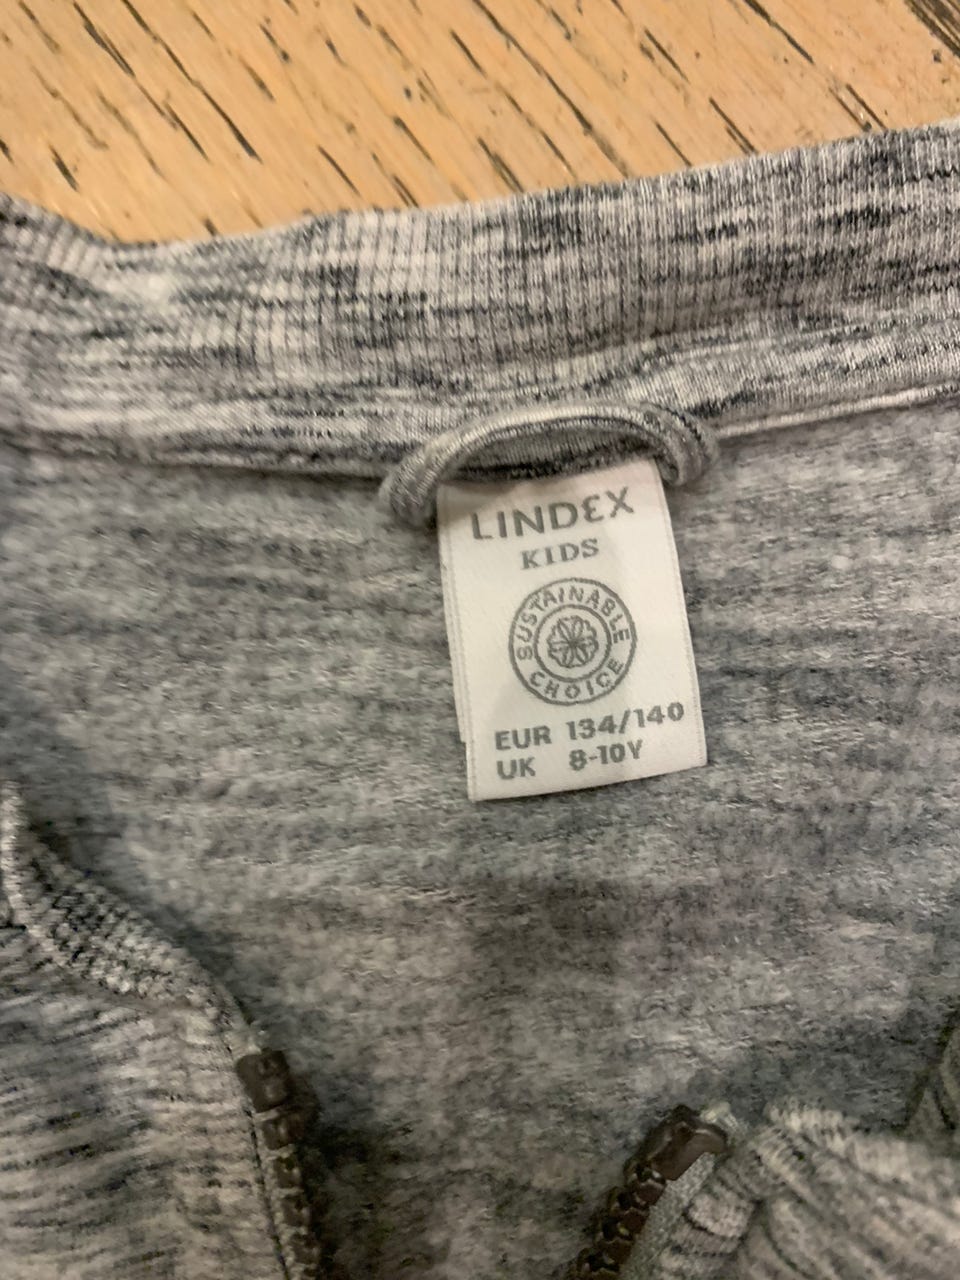 LINDEX
KIDS
SUSTAINABLE
CHOICE
EUR 134/140
UK 8-10Y